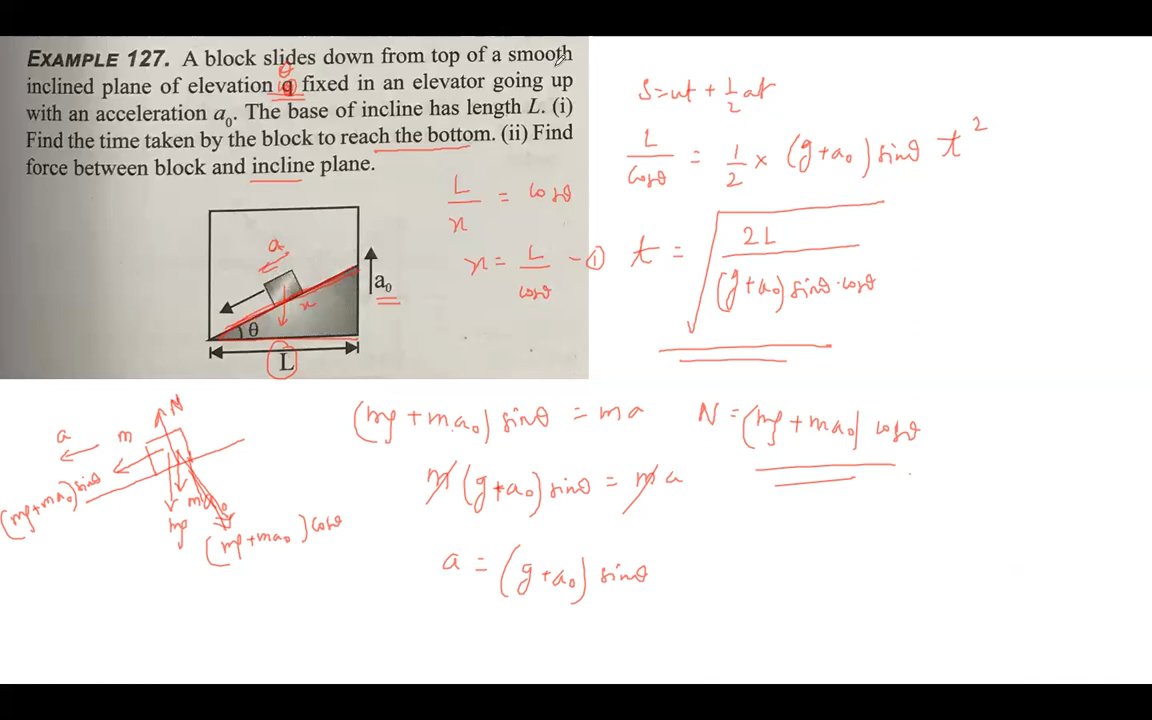 EXAMPLE 127. A block slides down from top of a smooth
inclined plane of elevation q fixed in an elevator going up
θ
with an acceleration a₀. The base of incline has length L. (i)
Find the time taken by the block to reach the bottom. (ii) Find
force between block and incline plane.
L/x = cosθ
x = L/cosθ - ①
a
a₀
x
θ
L
S=ut + 1/2 at²
L/cosθ = 1/2 × (g+a₀) sinθ t²
t = √(2L/((g+a₀) sinθ·cosθ))
N
a
m
(mg+ma₀) sinθ
ma₀
mg
(mg+ma₀) cosθ
(mg+ma₀) sinθ = ma
m(g+a₀) sinθ = ma
a = (g+a₀) sinθ
N = (mg+ma₀) cosθ